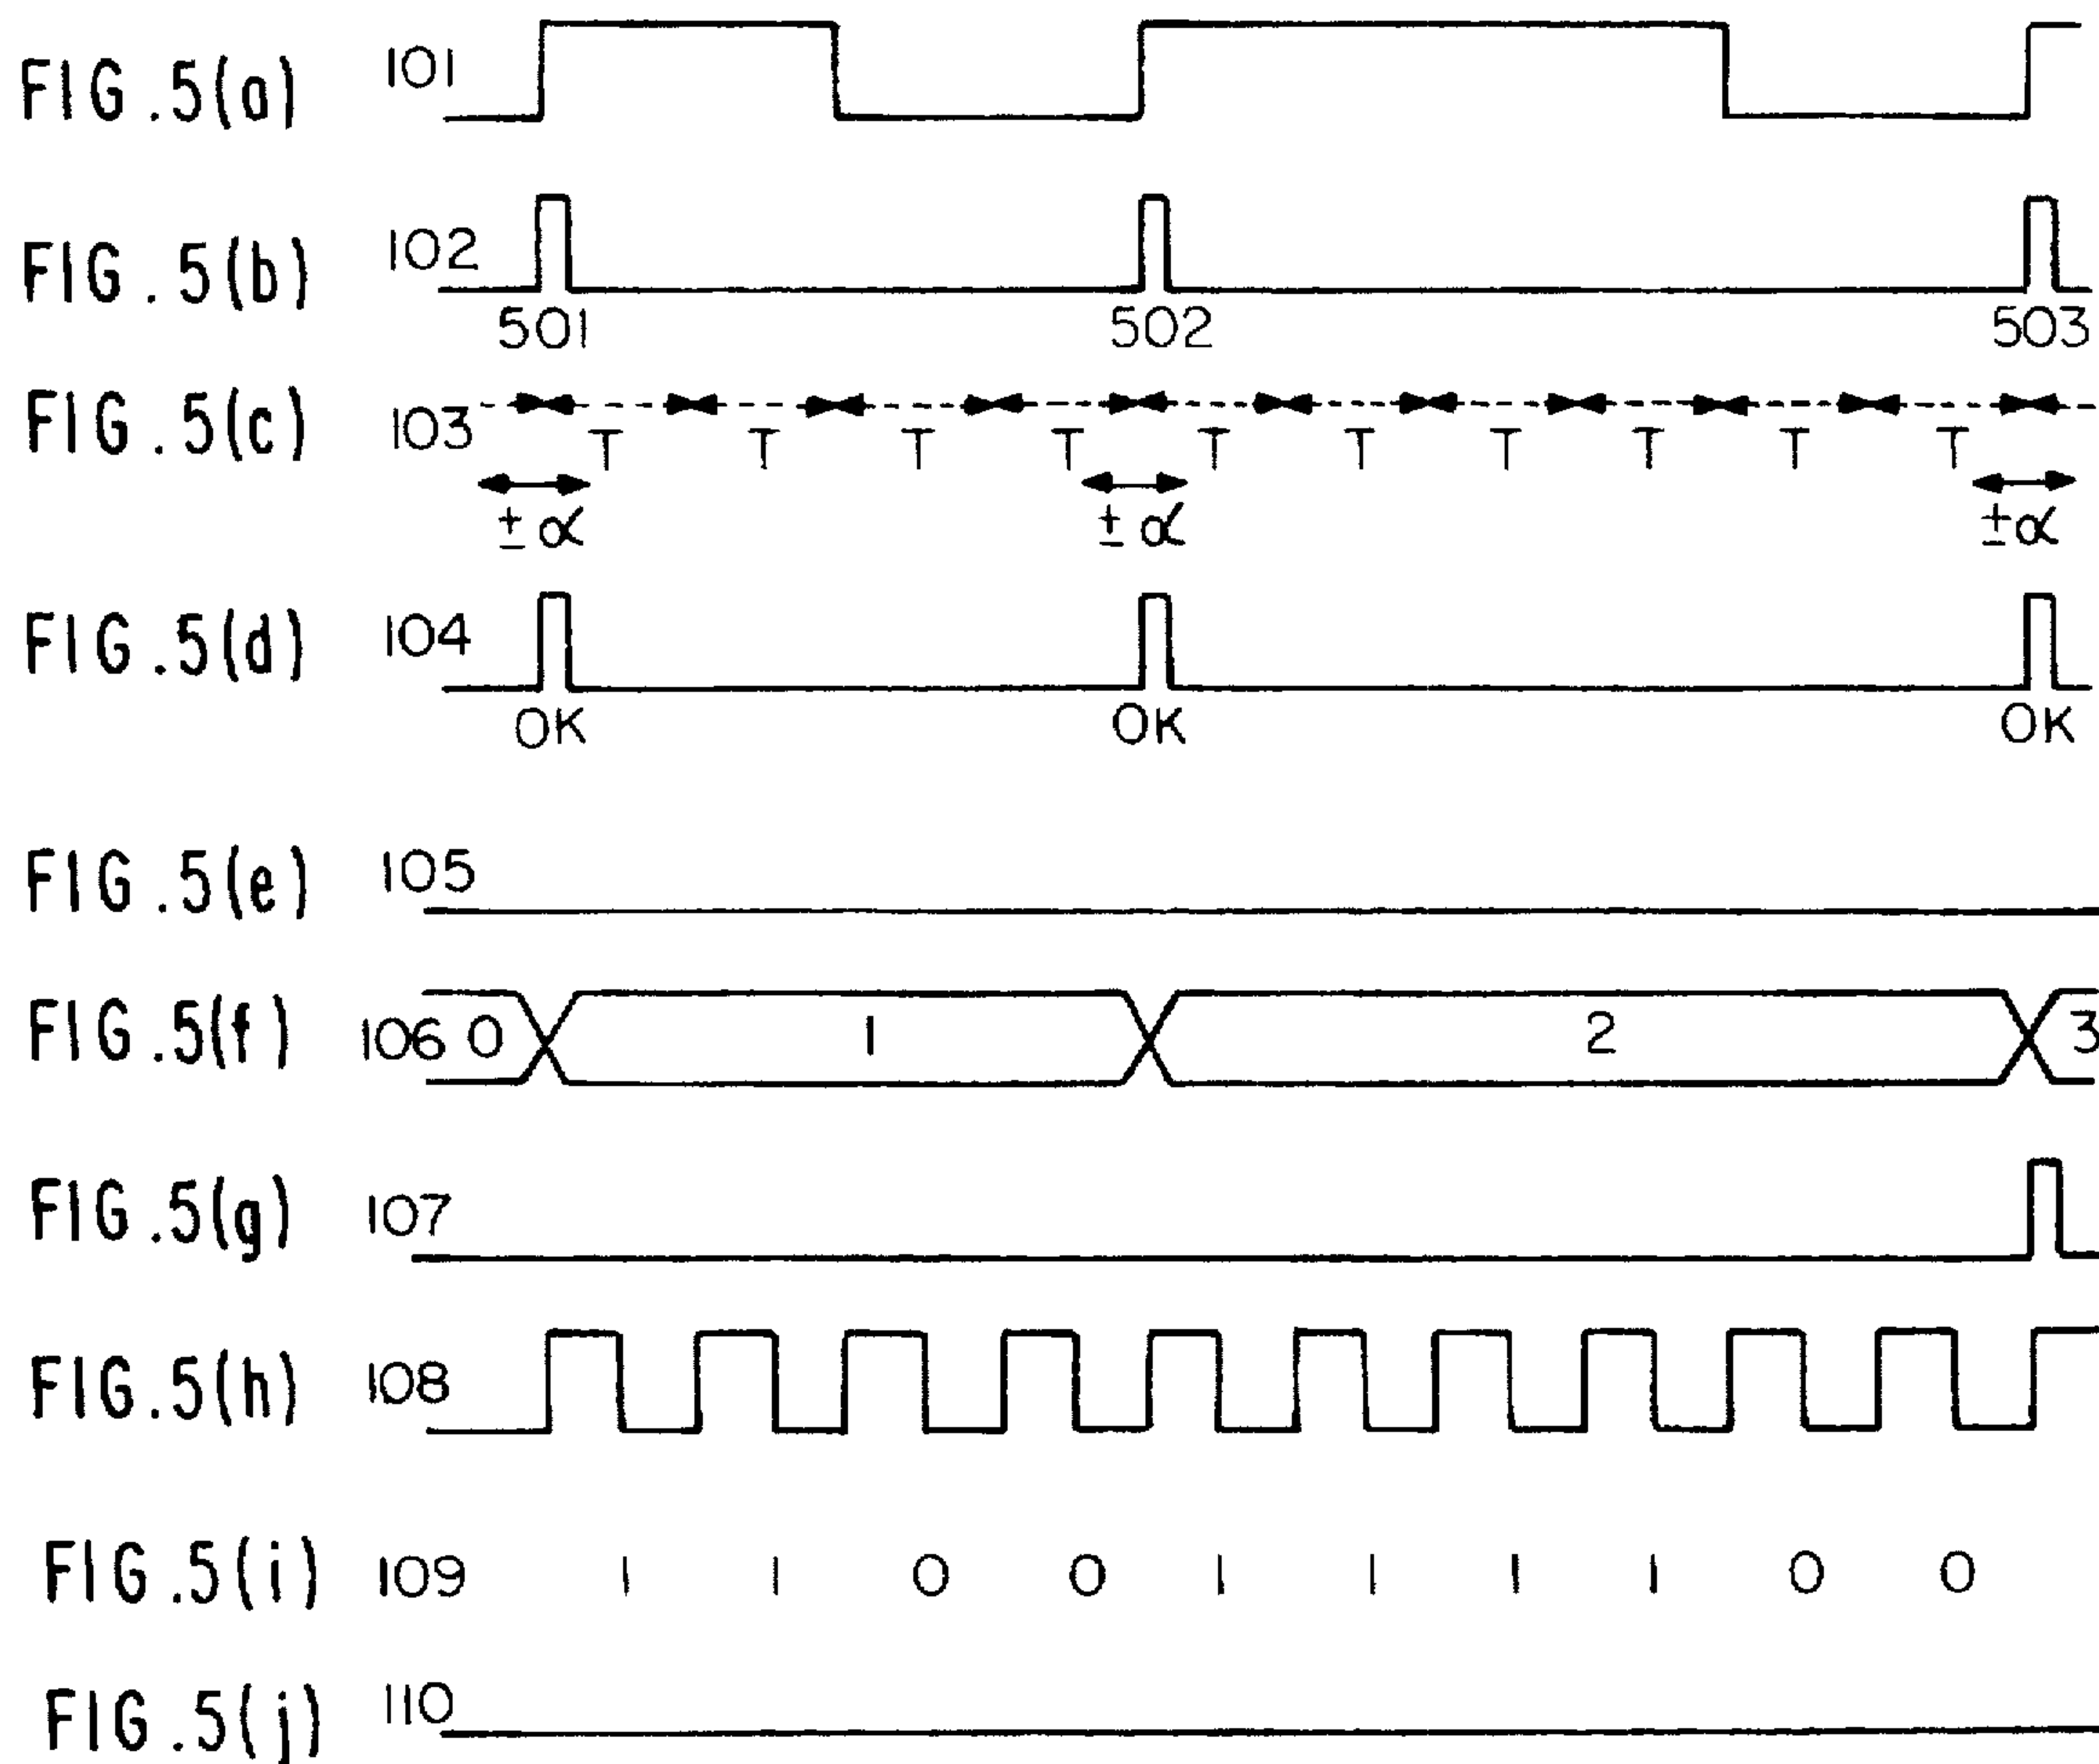 FIG.5(a) 101
FIG.5(b) 102
501 502 503
FIG.5(c) 103
T T T T T T T T T T
±α ±α ±α
FIG.5(d) 104
OK OK OK
FIG.5(e) 105
FIG.5(f) 106 0 1 2 3
FIG.5(g) 107
FIG.5(h) 108
FIG.5(i) 109 1 1 0 0 1 1 1 1 0 0
FIG.5(j) 110